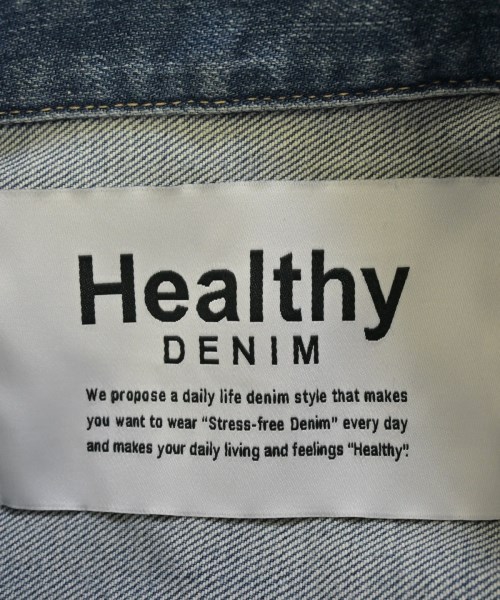 Healthy
DENIM
We propose a daily life denim style that makes
you want to wear “Stress-free Denim” every day
and makes your daily living and feelings “Healthy”.